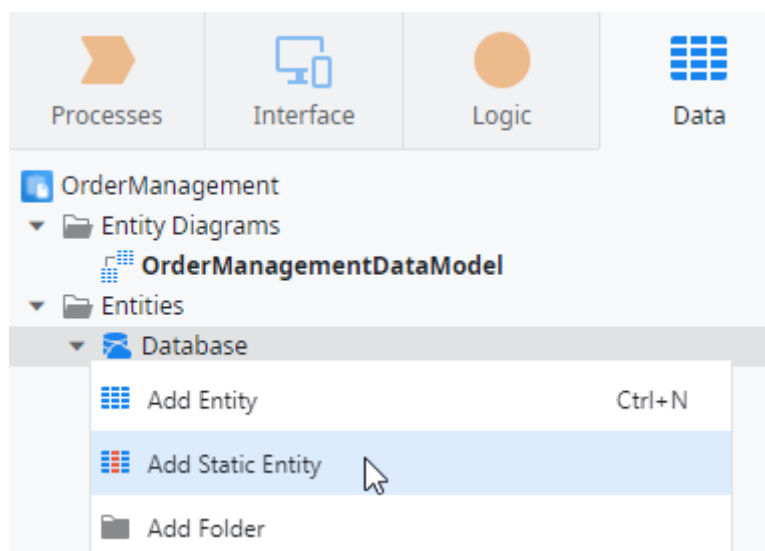 Processes Interface Logic Data
OrderManagement
Entity Diagrams
OrderManagementDataModel
Entities
Database
Add Entity Ctrl+N
Add Static Entity
Add Folder